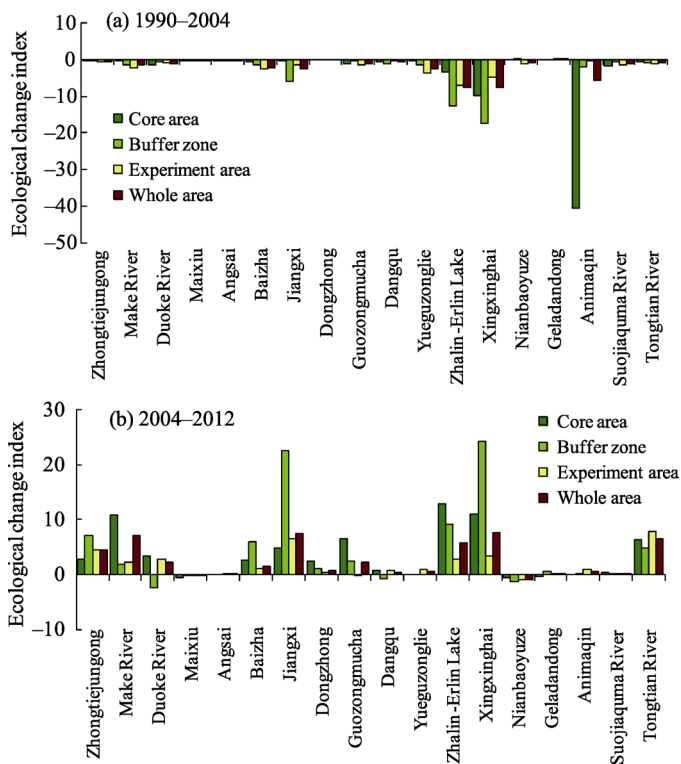 (a) 1990–2004
Ecological change index
10
0
−10
−20
−30
−40
−50
Core area
Buffer zone
Experiment area
Whole area
Zhongtiejungong
Make River
Duoke River
Maixiu
Angsai
Baizha
Jiangxi
Dongzhong
Guozongmucha
Dangqu
Yueguzonglie
Zhalin -Erlin Lake
Xingxinghai
Nianbaoyuze
Geladandong
Animaqin
Suojiaquma River
Tongtian River
(b) 2004–2012
Ecological change index
30
20
10
0
−10
Core area
Buffer zone
Experiment area
Whole area
Zhongtiejungong
Make River
Duoke River
Maixiu
Angsai
Baizha
Jiangxi
Dongzhong
Guozongmucha
Dangqu
Yueguzonglie
Zhalin -Erlin Lake
Xingxinghai
Nianbaoyuze
Geladandong
Animaqin
Suojiaquma River
Tongtian River